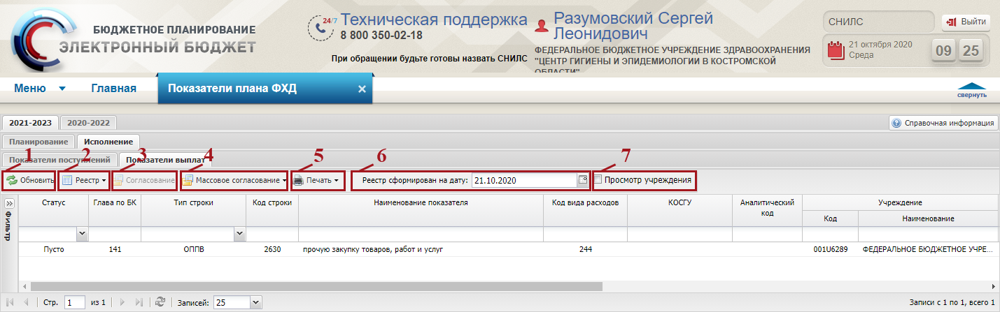 БЮДЖЕТНОЕ ПЛАНИРОВАНИЕ
ЭЛЕКТРОННЫЙ БЮДЖЕТ
24/7
Техническая поддержка
8 800 350-02-18
При обращении будьте готовы назвать СНИЛС
Разумовский Сергей
Леонидович
ФЕДЕРАЛЬНОЕ БЮДЖЕТНОЕ УЧРЕЖДЕНИЕ ЗДРАВООХРАНЕНИЯ
"ЦЕНТР ГИГИЕНЫ И ЭПИДЕМИОЛОГИИ В КОСТРОМСКОЙ
ОБЛАСТИ"
СНИЛС
Выйти
21 октября 2020
Среда
09 25
Меню Главная Показатели плана ФХД
свернуть
2021-2023 2020-2022 Справочная информация
Планирование Исполнение
Показатели поступлений Показатели выплат
1 2 3 4 5 6 7
Обновить Реестр Согласование Массовое согласование Печать Реестр сформирован на дату: 21.10.2020 Просмотр учреждения
Фильтр
Статус Глава по БК Тип строки Код строки Наименование показателя Код вида расходов КОСГУ Аналитический код Учреждение
Код Наименование
Пусто 141 ОППВ 2630 прочую закупку товаров, работ и услуг 244 001U6289 ФЕДЕРАЛЬНОЕ БЮДЖЕТНОЕ УЧРЕ...
Стр. 1 из 1 Записей: 25 Записи с 1 по 1, всего 1